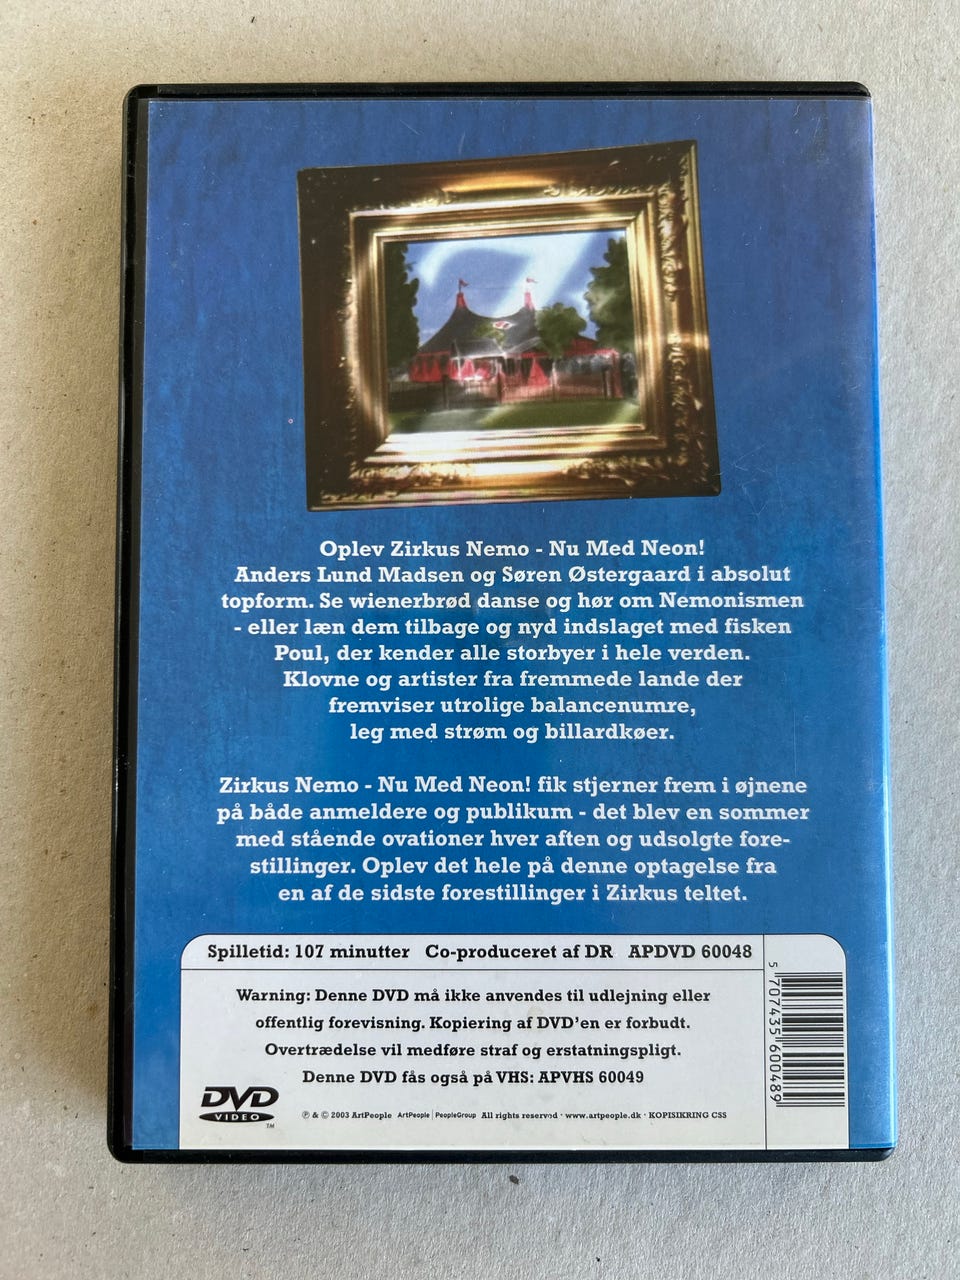 Oplev Zirkus Nemo - Nu Med Neon!
Anders Lund Madsen og Søren Østergaard i absolut
topform. Se wienerbrød danse og hør om Nemonismen
- eller læn dem tilbage og nyd indslaget med fisken
Poul, der kender alle storbyer i hele verden.
Klovne og artister fra fremmede lande der
fremviser utrolige balancenumre,
leg med strøm og billardkøer.
Zirkus Nemo - Nu Med Neon! fik stjerner frem i øjnene
på både anmeldere og publikum - det blev en sommer
med stående ovationer hver aften og udsolgte fore-
stillinger. Oplev det hele på denne optagelse fra
en af de sidste forestillinger i Zirkus teltet.
Spilletid: 107 minutter Co-produceret af DR APDVD 60048
Warning: Denne DVD må ikke anvendes til udlejning eller
offentlig forevisning. Kopiering af DVD'en er forbudt.
Overtrædelse vil medføre straf og erstatningspligt.
Denne DVD fås også på VHS: APVHS 60049
DVD
VIDEO
TM
℗ & © 2003 ArtPeople ArtPeople | PeopleGroup All rights reserved · www.artpeople.dk · KOPISIKRING CSS
5 707435 600489